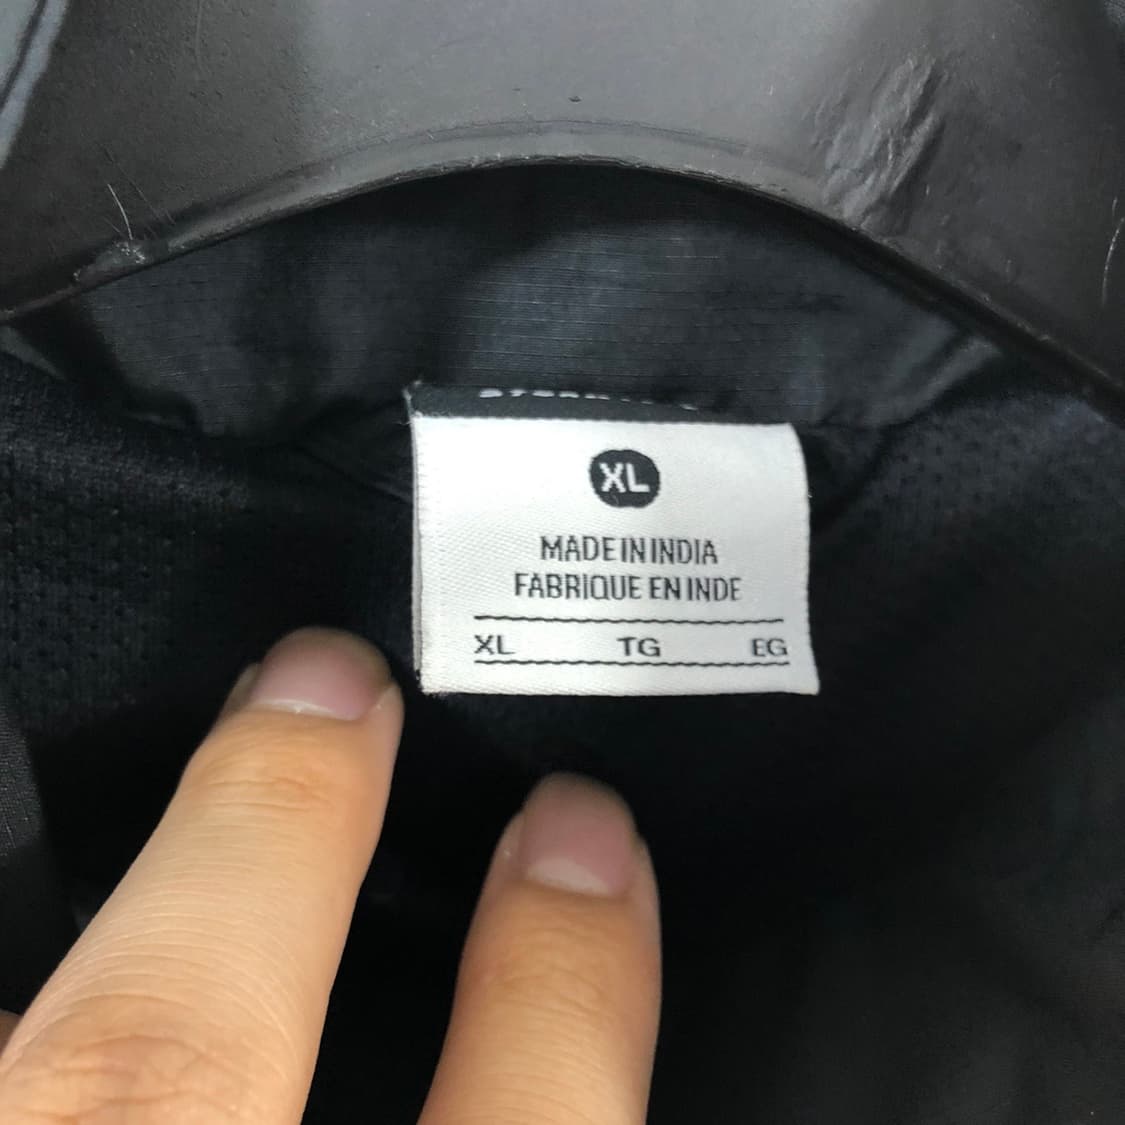 XL
MADE IN INDIA
FABRIQUE EN INDE
XL TG EG